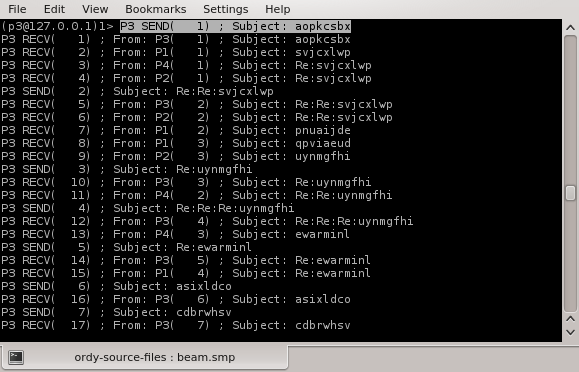 File Edit View Bookmarks Settings Help
(p3@127.0.0.1)1> P3 SEND(   1) ; Subject: aopkcsbx
P3 RECV(   1) ; From: P3(   1) ; Subject: aopkcsbx
P3 RECV(   2) ; From: P1(   1) ; Subject: svjcxlwp
P3 RECV(   3) ; From: P4(   1) ; Subject: Re:svjcxlwp
P3 RECV(   4) ; From: P2(   1) ; Subject: Re:svjcxlwp
P3 SEND(   2) ; Subject: Re:Re:svjcxlwp
P3 RECV(   5) ; From: P3(   2) ; Subject: Re:Re:svjcxlwp
P3 RECV(   6) ; From: P2(   2) ; Subject: Re:Re:svjcxlwp
P3 RECV(   7) ; From: P1(   2) ; Subject: pnuaijde
P3 RECV(   8) ; From: P1(   3) ; Subject: qpviaeud
P3 RECV(   9) ; From: P2(   3) ; Subject: uynmgfhi
P3 SEND(   3) ; Subject: Re:uynmgfhi
P3 RECV(  10) ; From: P3(   3) ; Subject: Re:uynmgfhi
P3 RECV(  11) ; From: P4(   2) ; Subject: Re:Re:uynmgfhi
P3 SEND(   4) ; Subject: Re:Re:Re:uynmgfhi
P3 RECV(  12) ; From: P3(   4) ; Subject: Re:Re:Re:uynmgfhi
P3 RECV(  13) ; From: P4(   3) ; Subject: ewarminl
P3 SEND(   5) ; Subject: Re:ewarminl
P3 RECV(  14) ; From: P3(   5) ; Subject: Re:ewarminl
P3 RECV(  15) ; From: P1(   4) ; Subject: Re:ewarminl
P3 SEND(   6) ; Subject: asixldco
P3 RECV(  16) ; From: P3(   6) ; Subject: asixldco
P3 SEND(   7) ; Subject: cdbrwhsv
P3 RECV(  17) ; From: P3(   7) ; Subject: cdbrwhsv
ordy-source-files : beam.smp